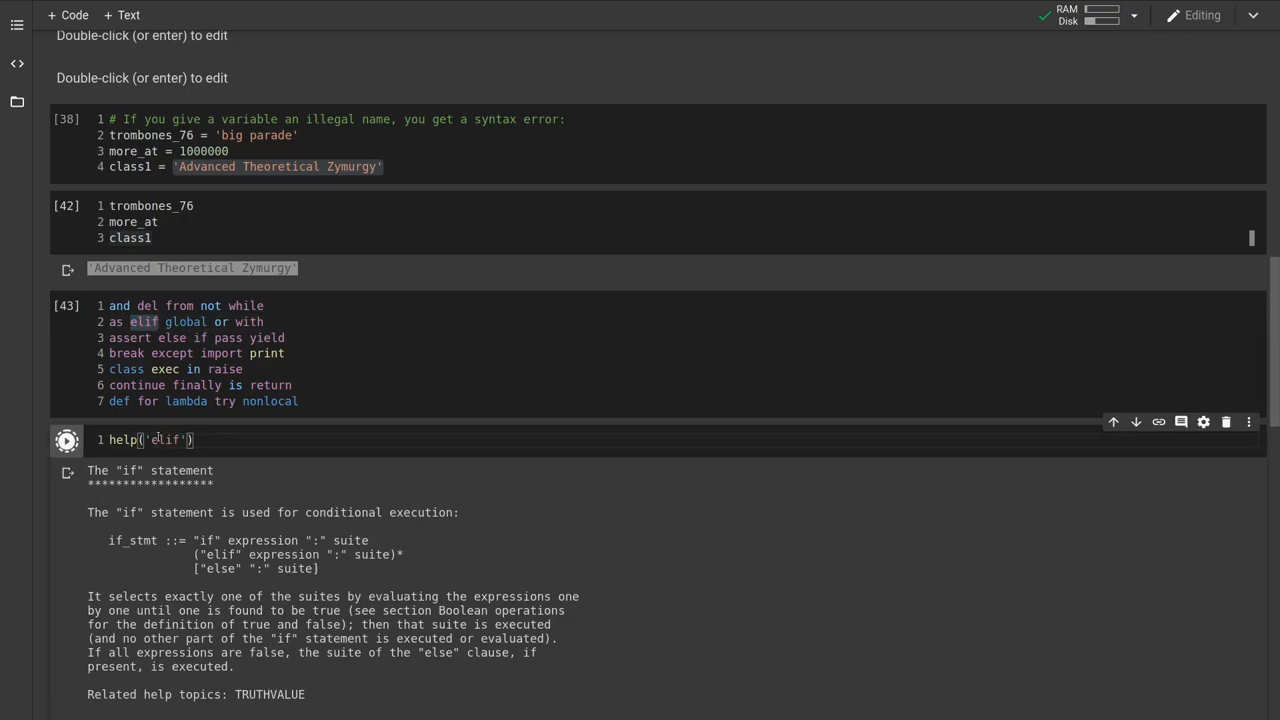 + Code + Text
RAM
Disk
Editing
Double-click (or enter) to edit
Double-click (or enter) to edit
[38]
1 # If you give a variable an illegal name, you get a syntax error:
2 trombones_76 = 'big parade'
3 more_at = 1000000
4 class1 = 'Advanced Theoretical Zymurgy'
[42]
1 trombones_76
2 more_at
3 class1
'Advanced Theoretical Zymurgy'
[43]
1 and del from not while
2 as elif global or with
3 assert else if pass yield
4 break except import print
5 class exec in raise
6 continue finally is return
7 def for lambda try nonlocal
1 help('elif')
The "if" statement
******************
The "if" statement is used for conditional execution:
if_stmt ::= "if" expression ":" suite
("elif" expression ":" suite)*
["else" ":" suite]
It selects exactly one of the suites by evaluating the expressions one
by one until one is found to be true (see section Boolean operations
for the definition of true and false); then that suite is executed
(and no other part of the "if" statement is executed or evaluated).
If all expressions are false, the suite of the "else" clause, if
present, is executed.
Related help topics: TRUTHVALUE